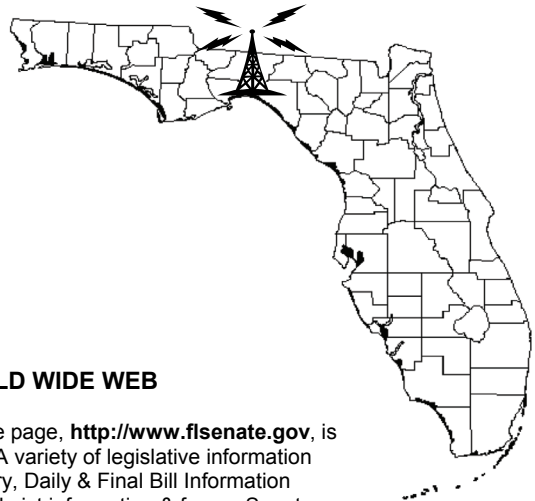 LD WIDE WEB
e page, http://www.flsenate.gov, is
A variety of legislative information
ry, Daily & Final Bill Information